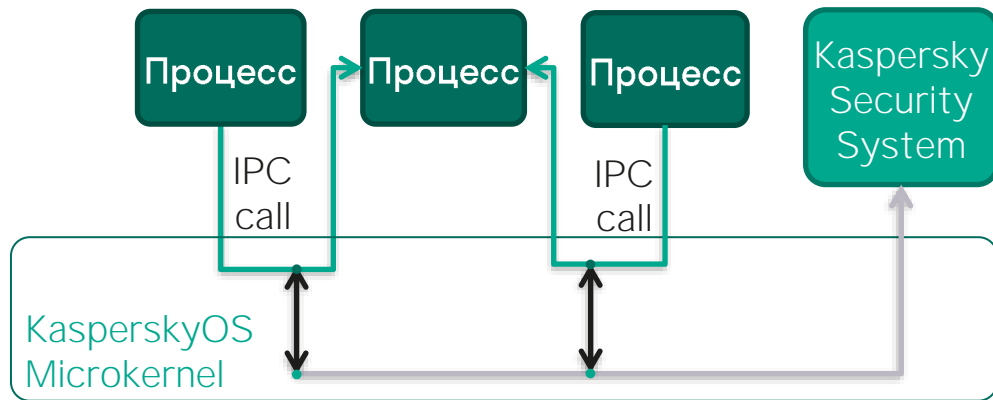 Процесс
Процесс
Процесс
Kaspersky
Security
System
IPC
call
IPC
call
KasperskyOS
Microkernel